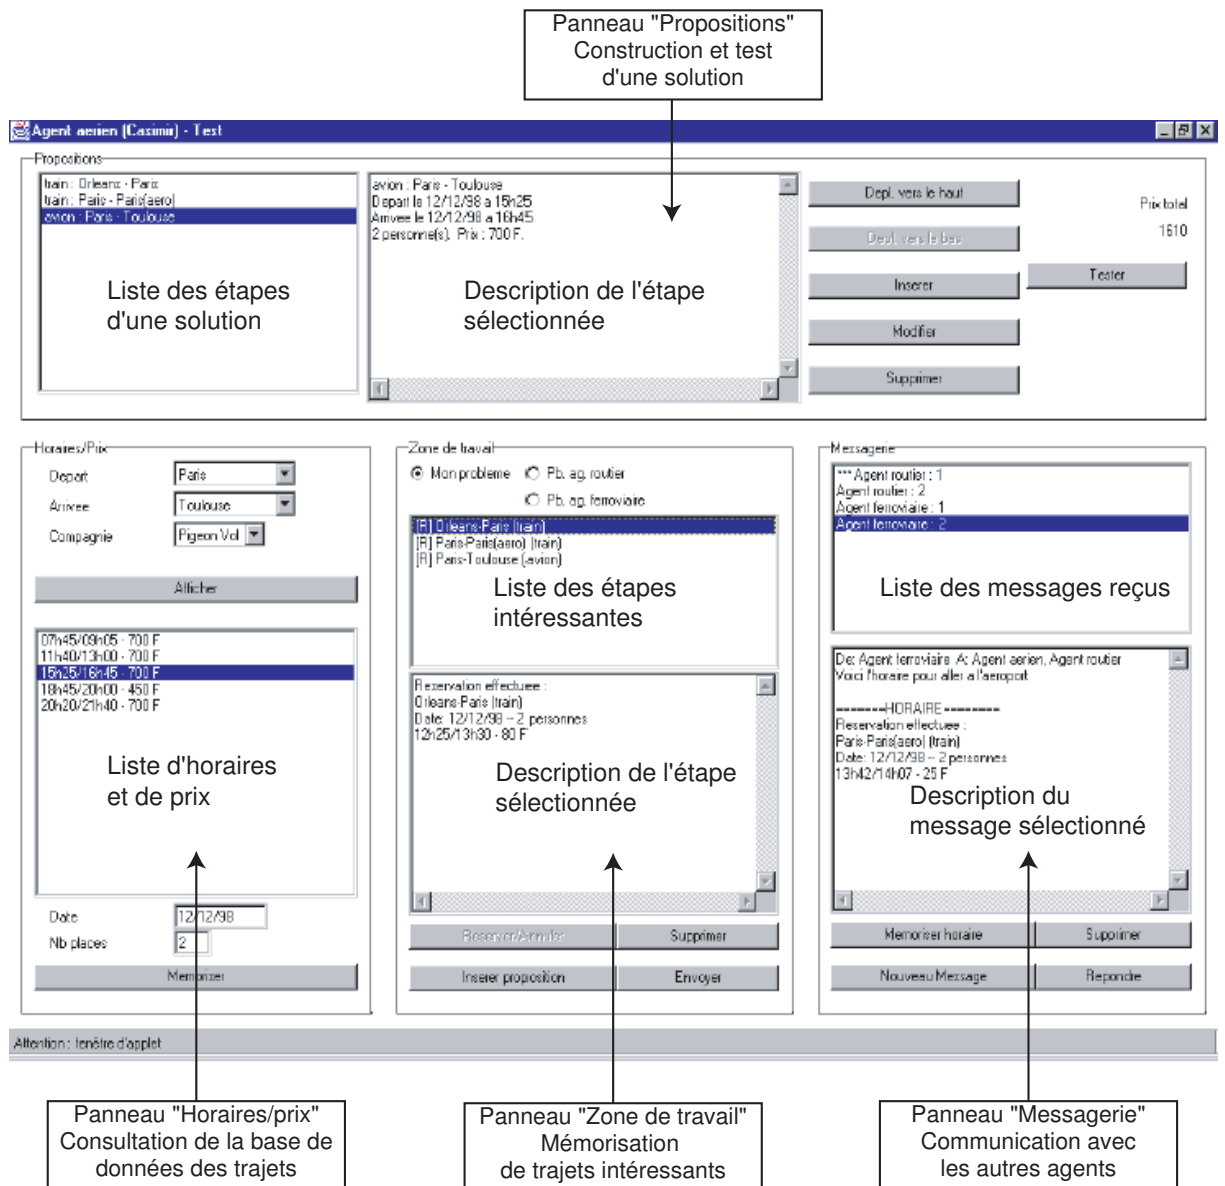 Panneau "Propositions"
Construction et test
d'une solution
Agent aerien (Casimir) - Test
Propositions
train : Orleans - Paris
train : Paris - Paris(aero)
avion : Paris - Toulouse
Liste des étapes
d'une solution
avion : Paris - Toulouse
Depart le 12/12/98 a 15h25
Arrivee le 12/12/98 a 16h45
2 personne(s). Prix : 700 F.
Description de l'étape
sélectionnée
Depl. vers le haut
Depl. vers le bas
Inserer
Modifier
Supprimer
Prix total
1610
Tester
Horaires/Prix
Depart
Paris
Arrivee
Toulouse
Compagnie
Pigeon Vol
Afficher
07h45/09h05 - 700 F
11h40/13h00 - 700 F
15h25/16h45 - 700 F
18h45/20h00 - 450 F
20h20/21h40 - 700 F
Liste d'horaires
et de prix
Date
12/12/98
Nb places
2
Memoriser
Zone de travail
Mon probleme
Pb. ag. routier
Pb. ag. ferroviaire
[R] Orleans-Paris (train)
[R] Paris-Paris(aero) (train)
[R] Paris-Toulouse (avion)
Liste des étapes
intéressantes
Reservation effectuee :
Orleans-Paris (train)
Date: 12/12/98 -- 2 personnes
12h25/13h30 - 80 F
Description de l'étape
sélectionnée
Reserver/Annuler
Supprimer
Inserer proposition
Envoyer
Messagerie
*** Agent routier : 1
Agent routier : 2
Agent ferroviaire : 1
Agent ferroviaire : 2
Liste des messages reçus
De: Agent ferroviaire A: Agent aerien, Agent routier
Voici l'horaire pour aller a l'aeroport
=======HORAIRE========
Reservation effectuee :
Paris-Paris(aero) (train)
Date: 12/12/98 -- 2 personnes
13h42/14h07 - 25 F
Description du
message sélectionné
Memoriser horaire
Supprimer
Nouveau Message
Repondre
Attention : fenêtre d'applet
Panneau "Horaires/prix"
Consultation de la base de
données des trajets
Panneau "Zone de travail"
Mémorisation
de trajets intéressants
Panneau "Messagerie"
Communication avec
les autres agents